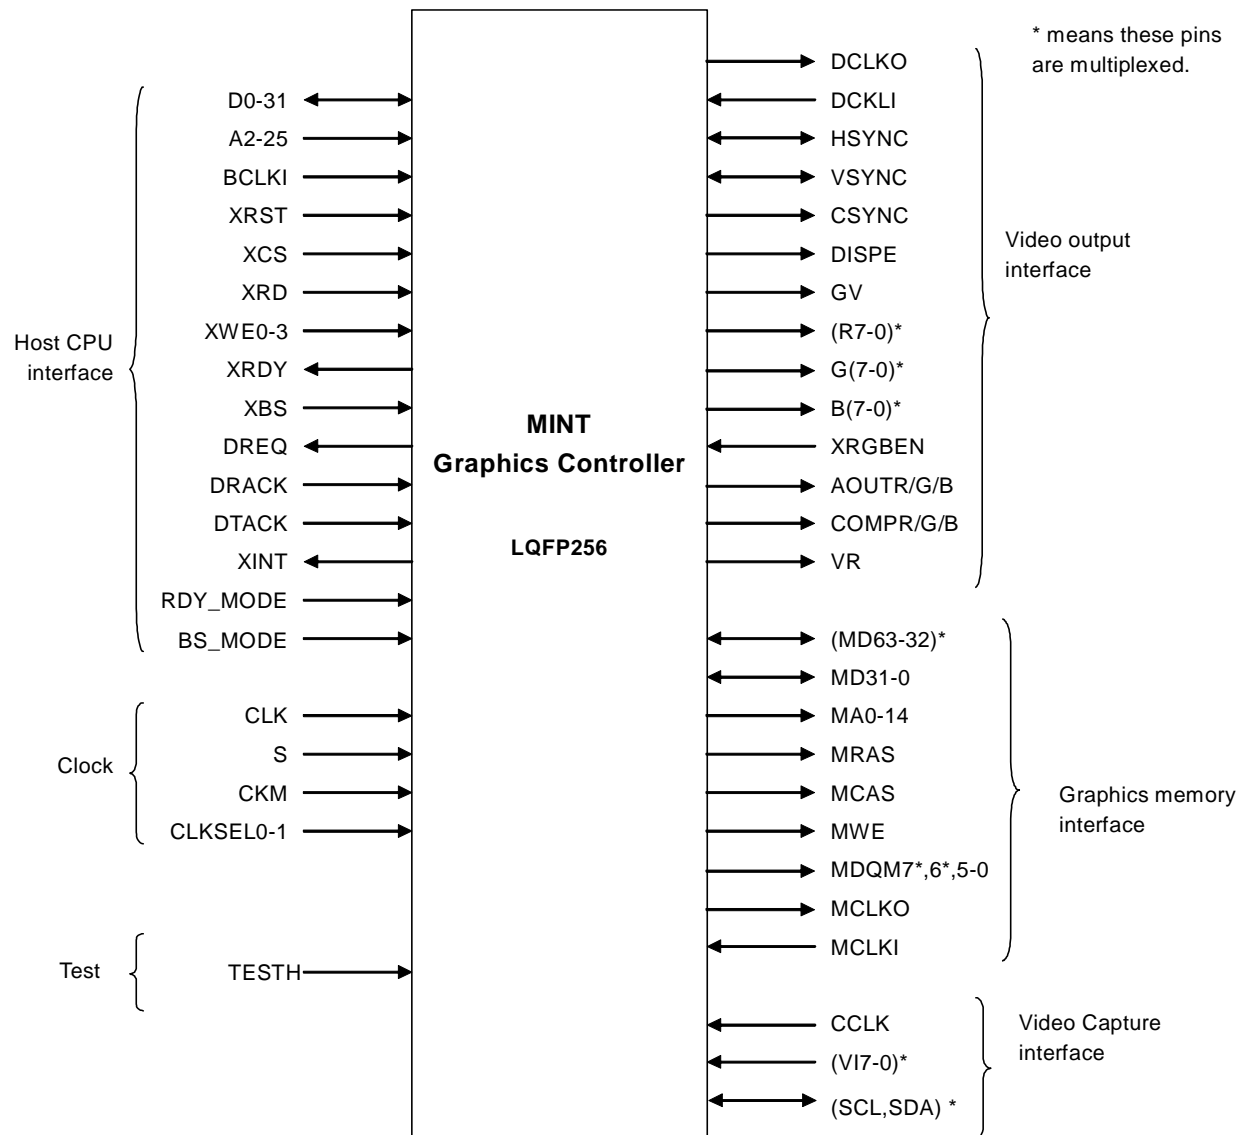 * means these pins
are multiplexed.
Host CPU
interface
D0-31
A2-25
BCLKI
XRST
XCS
XRD
XWE0-3
XRDY
XBS
DREQ
DRACK
DTACK
XINT
RDY_MODE
BS_MODE
Clock
CLK
S
CKM
CLKSEL0-1
Test
TESTH
MINT
Graphics Controller
LQFP256
DCLKO
DCKLI
HSYNC
VSYNC
CSYNC
DISPE
GV
(R7-0)*
G(7-0)*
B(7-0)*
XRGBEN
AOUTR/G/B
COMPR/G/B
VR
Video output
interface
(MD63-32)*
MD31-0
MA0-14
MRAS
MCAS
MWE
MDQM7*,6*,5-0
MCLKO
MCLKI
Graphics memory
interface
CCLK
(VI7-0)*
(SCL,SDA) *
Video Capture
interface